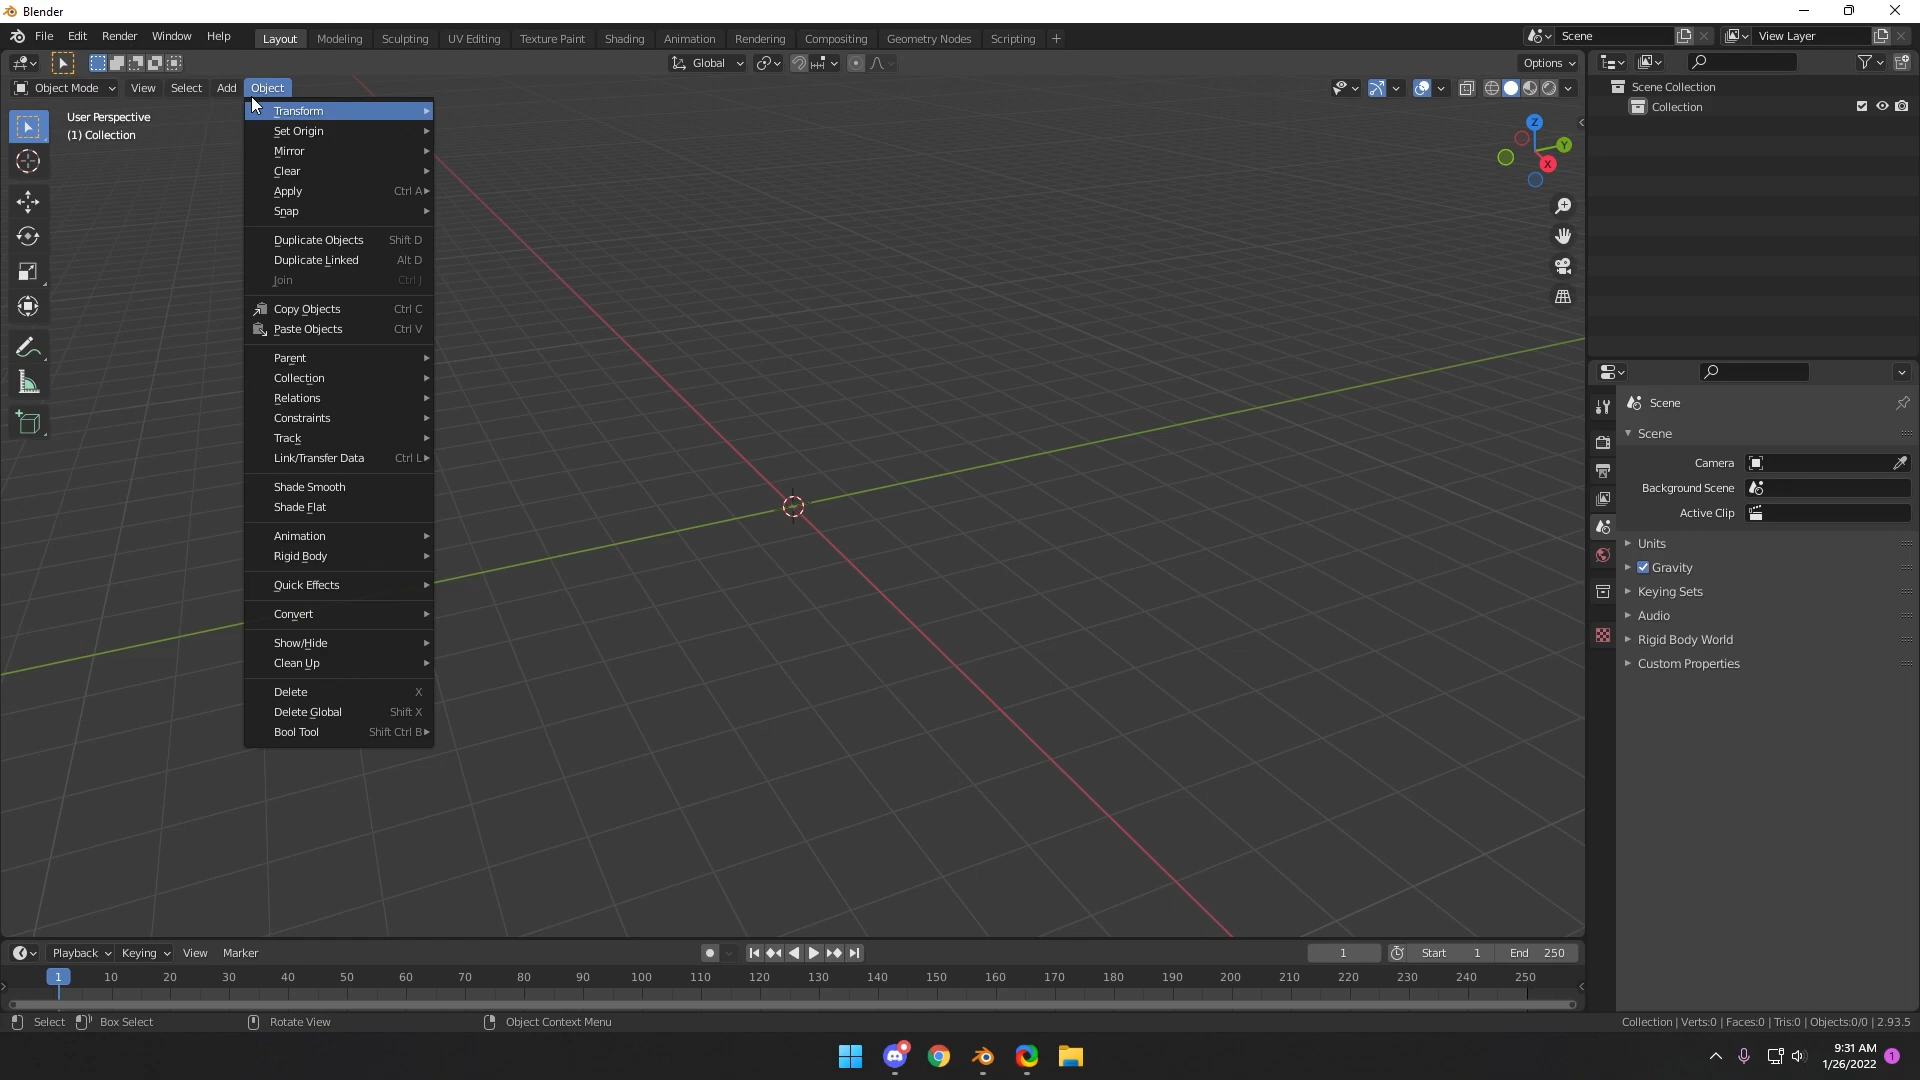 Blender
File Edit Render Window Help Layout Modeling Sculpting UV Editing Texture Paint Shading Animation Rendering Compositing Geometry Nodes Scripting + Scene View Layer
Global Options
Object Mode View Select Add Object
User Perspective
(1) Collection
Transform
Set Origin
Mirror
Clear
Apply Ctrl A
Snap
Duplicate Objects Shift D
Duplicate Linked Alt D
Join Ctrl J
Copy Objects Ctrl C
Paste Objects Ctrl V
Parent
Collection
Relations
Constraints
Track
Link/Transfer Data Ctrl L
Shade Smooth
Shade Flat
Animation
Rigid Body
Quick Effects
Convert
Show/Hide
Clean Up
Delete X
Delete Global Shift X
Bool Tool Shift Ctrl B
Z
Y
X
Scene Collection
Collection
Scene
Scene
Camera
Background Scene
Active Clip
Units
Gravity
Keying Sets
Audio
Rigid Body World
Custom Properties
Playback Keying View Marker 1 Start 1 End 250
1 10 20 30 40 50 60 70 80 90 100 110 120 130 140 150 160 170 180 190 200 210 220 230 240 250
Select Box Select Rotate View Object Context Menu Collection | Verts:0 | Faces:0 | Tris:0 | Objects:0/0 | 2.93.5
9:31 AM
1/26/2022
1